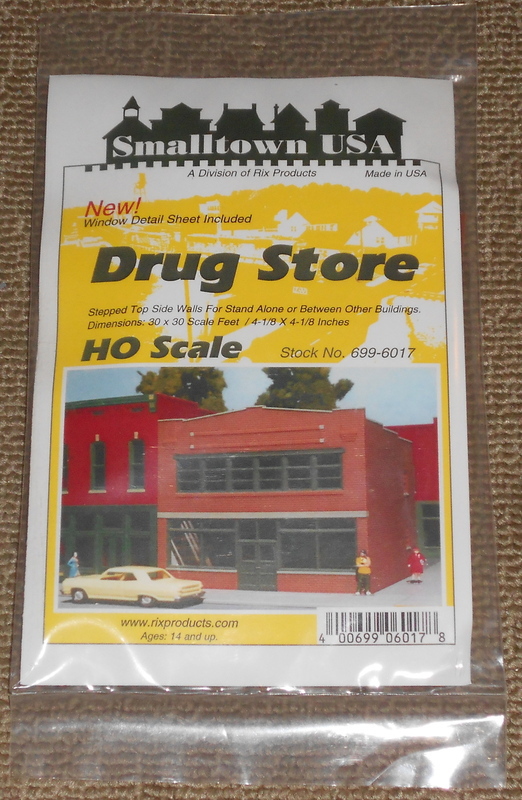 Smalltown USA
A Division of Rix Products Made in USA
New!
Window Detail Sheet Included
Drug Store
Stepped Top Side Walls For Stand Alone or Between Other Buildings.
Dimensions: 30 x 30 Scale Feet / 4-1/8 X 4-1/8 Inches
HO Scale Stock No. 699-6017
www.rixproducts.com
Ages: 14 and up.
4 00699 06017 8